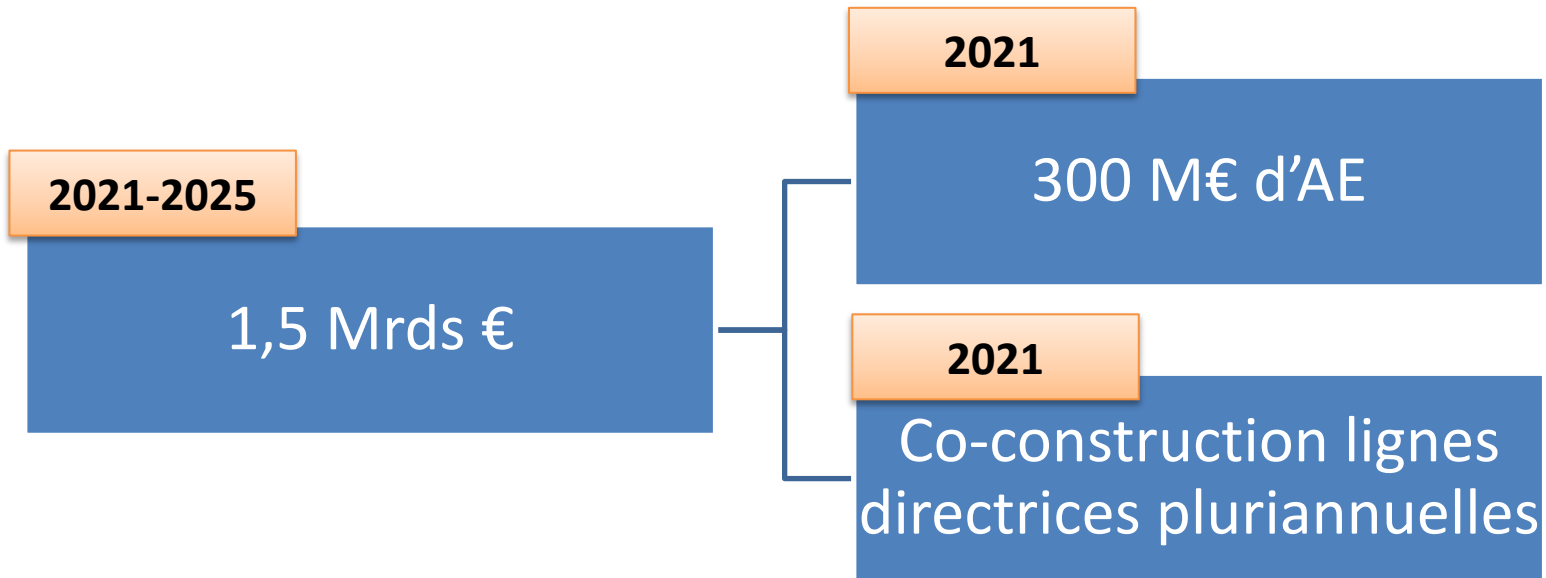 2021-2025
1,5 Mrds €
2021
300 M€ d’AE
2021
Co-construction lignes
directrices pluriannuelles